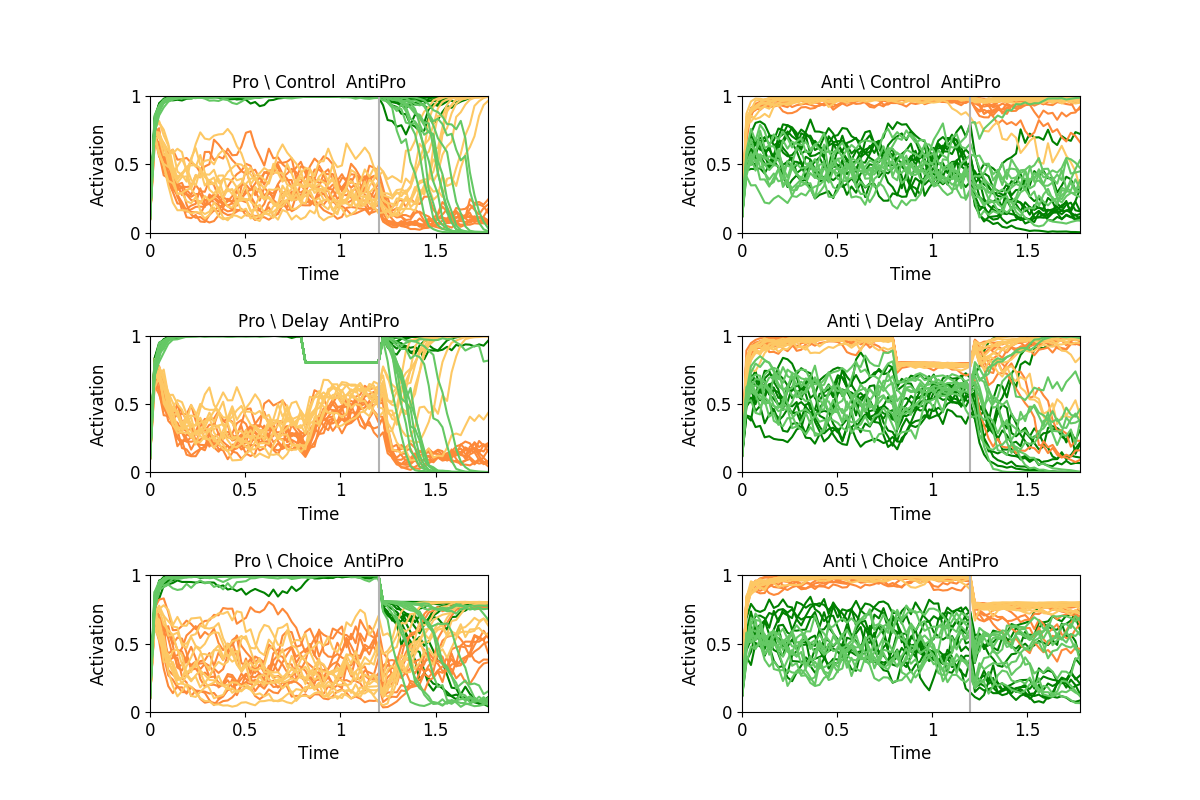 Pro \ Control  AntiPro
1
0.5
0
Activation
0 0.5 1 1.5
Time
Anti \ Control  AntiPro
1
0.5
0
Activation
0 0.5 1 1.5
Time
Pro \ Delay  AntiPro
1
0.5
0
Activation
0 0.5 1 1.5
Time
Anti \ Delay  AntiPro
1
0.5
0
Activation
0 0.5 1 1.5
Time
Pro \ Choice  AntiPro
1
0.5
0
Activation
0 0.5 1 1.5
Time
Anti \ Choice  AntiPro
1
0.5
0
Activation
0 0.5 1 1.5
Time